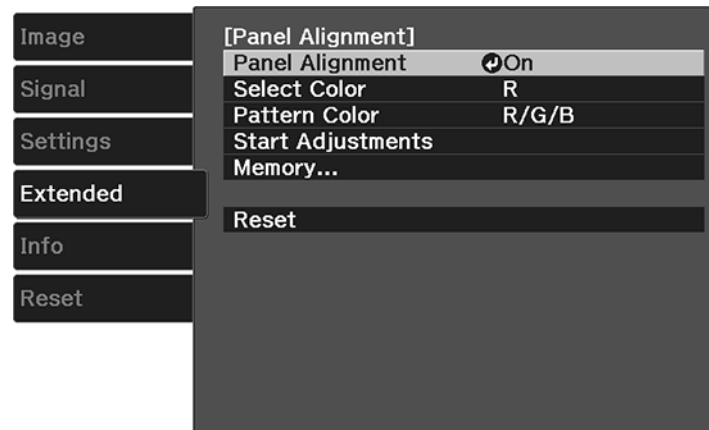 Image
Signal
Settings
Extended
Info
Reset
[Panel Alignment]
Panel Alignment On
Select Color R
Pattern Color R/G/B
Start Adjustments
Memory...
Reset